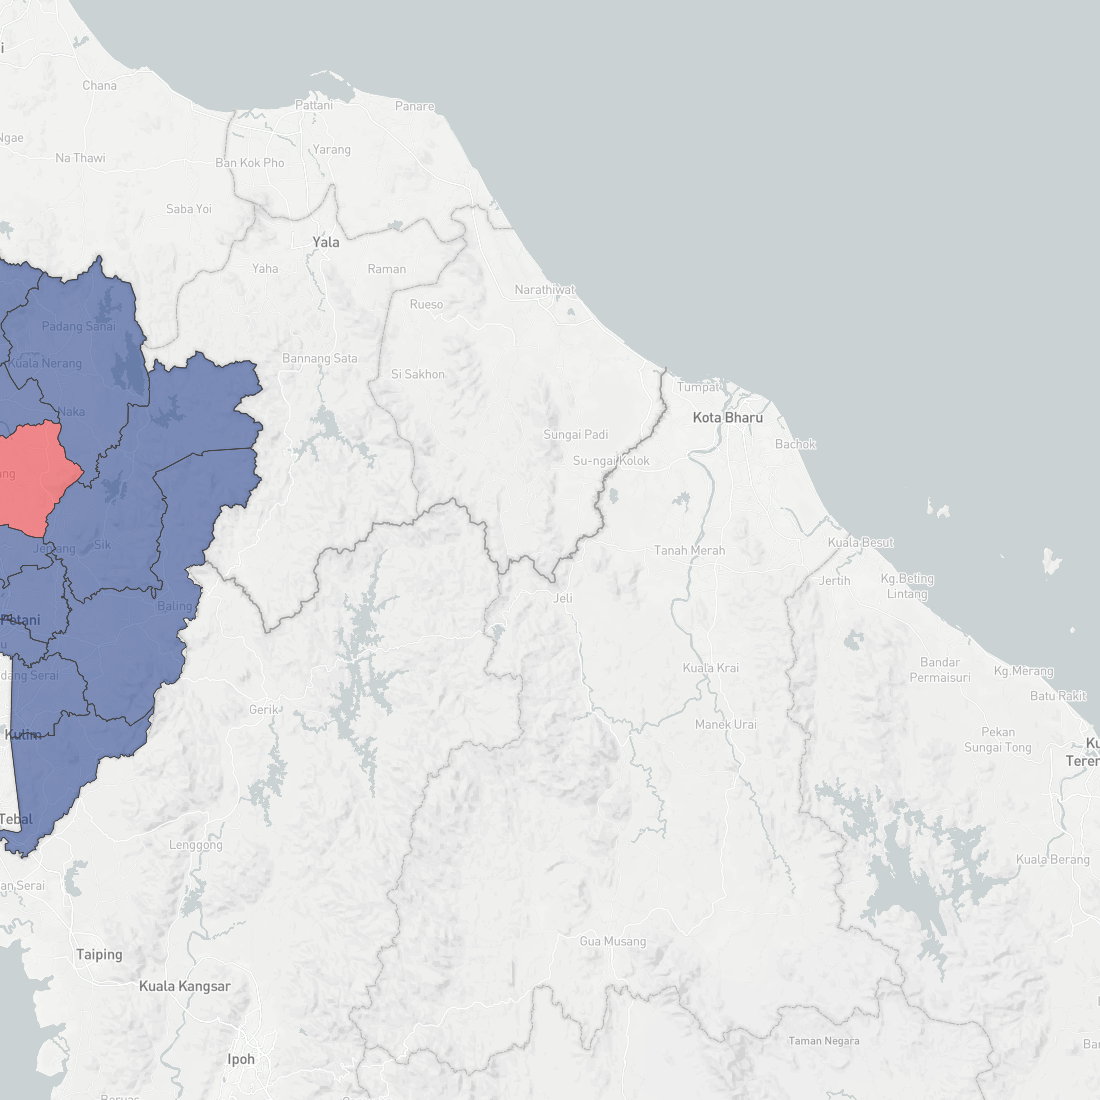 Chana
Pattani
Panare
Ngae
Na Thawi
Yarang
Ban Kok Pho
Saba Yoi
Yala
Yaha
Raman
Narathiwat
Rueso
Padang Sanai
Kuala Nerang
Bannang Sata
Si Sakhon
Tumpat
Naka
Kota Bharu
Bachok
Sungai Padi
Su-ngai Kolok
ang
Jeniang
Sik
Tanah Merah
Kuala Besut
Jertih
Kg.Beting
Lintang
Jeli
Baling
Petani
Bandar
Permaisuri
Kuala Krai
Kg.Merang
dang Serai
Batu Rakit
Gerik
Manek Urai
Pekan
Sungai Tong
Kulim
Ku
Teren
Tebal
Lenggong
Kuala Berang
an Serai
Gua Musang
Taiping
Kuala Kangsar
Taman Negara
Ban
Ipoh
Beruas